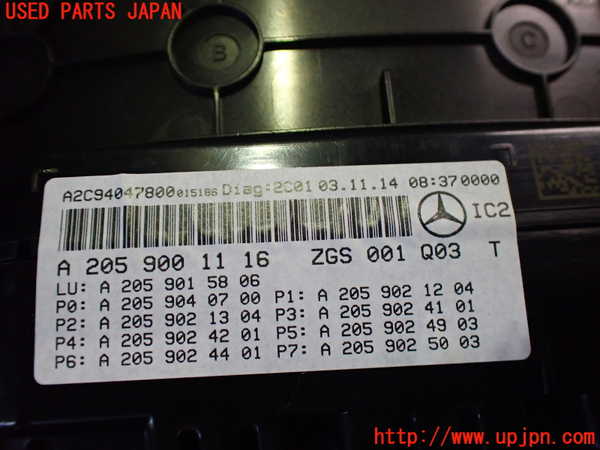 USED PARTS JAPAN
B
C
A2C94047800015186 Diag:2C01 03.11.14 08:370000
IC2
A 205 900 11 16 ZGS 001 Q03 T
LU: A 205 901 58 06
P0: A 205 904 07 00 P1: A 205 902 12 04
P2: A 205 902 13 04 P3: A 205 902 41 01
P4: A 205 902 42 01 P5: A 205 902 49 03
P6: A 205 902 44 01 P7: A 205 902 50 03
http://www.upjpn.com